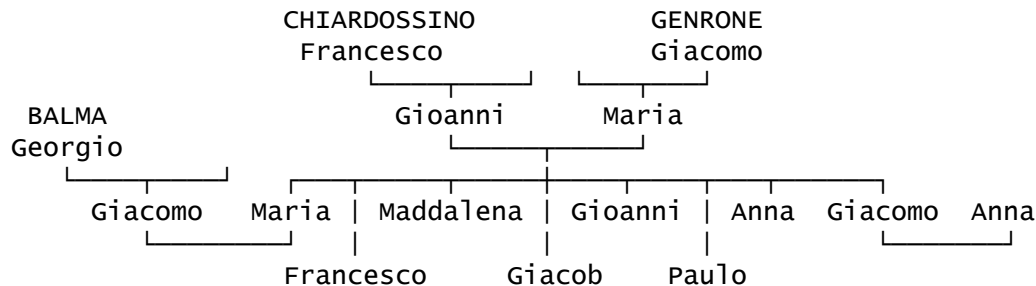 CHIARDOSSINO GENRONE
Francesco Giacomo
BALMA Gioanni Maria
Georgio
Giacomo Maria Maddalena Gioanni Anna Giacomo Anna
Francesco Giacob Paulo